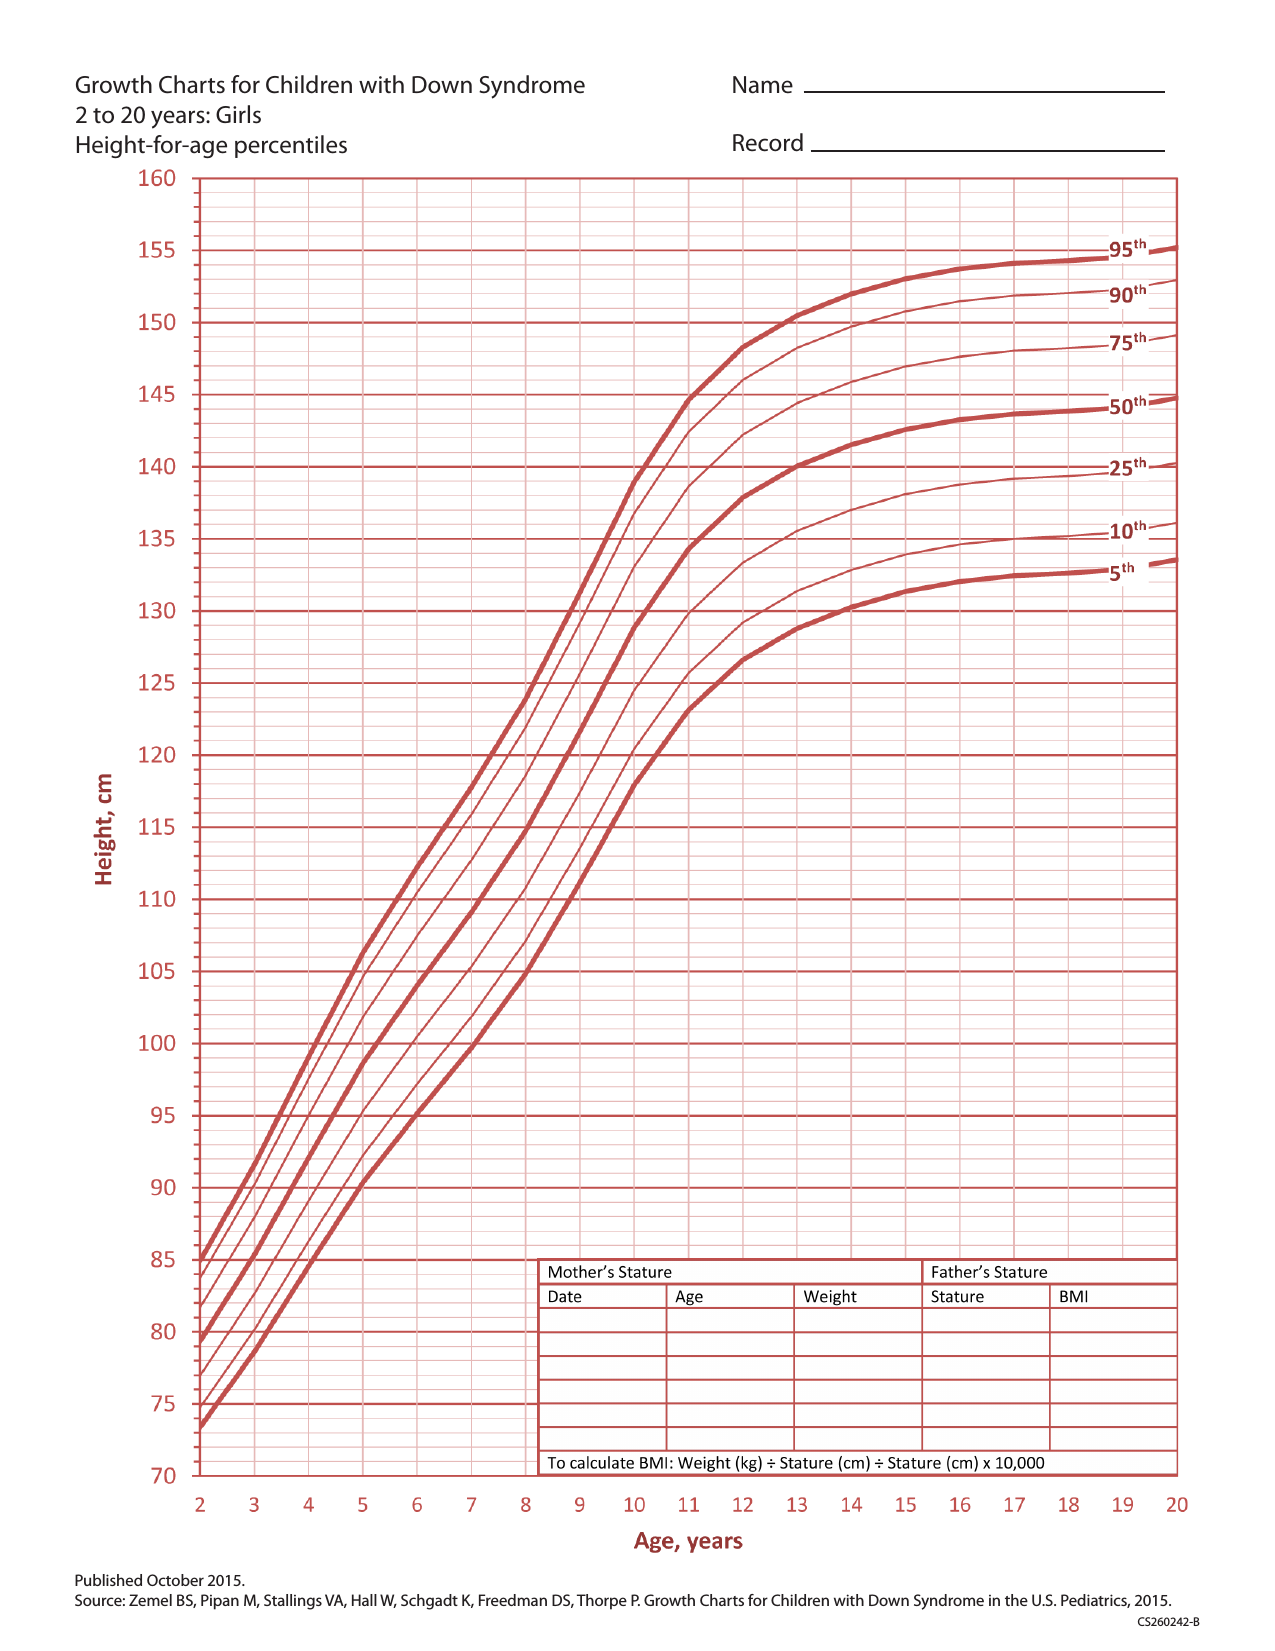 Growth Charts for Children with Down Syndrome
2 to 20 years: Girls
Height-for-age percentiles
Name
Record
160
155
150
145
140
135
130
125
120
115
110
105
100
95
90
85
80
75
70
Height, cm
95th
90th
75th
50th
25th
10th
5th
Mother's Stature Father's Stature
Date Age Weight Stature BMI
To calculate BMI: Weight (kg) ÷ Stature (cm) ÷ Stature (cm) x 10,000
2 3 4 5 6 7 8 9 10 11 12 13 14 15 16 17 18 19 20
Age, years
Published October 2015.
Source: Zemel BS, Pipan M, Stallings VA, Hall W, Schgadt K, Freedman DS, Thorpe P. Growth Charts for Children with Down Syndrome in the U.S. Pediatrics, 2015.
CS260242-B